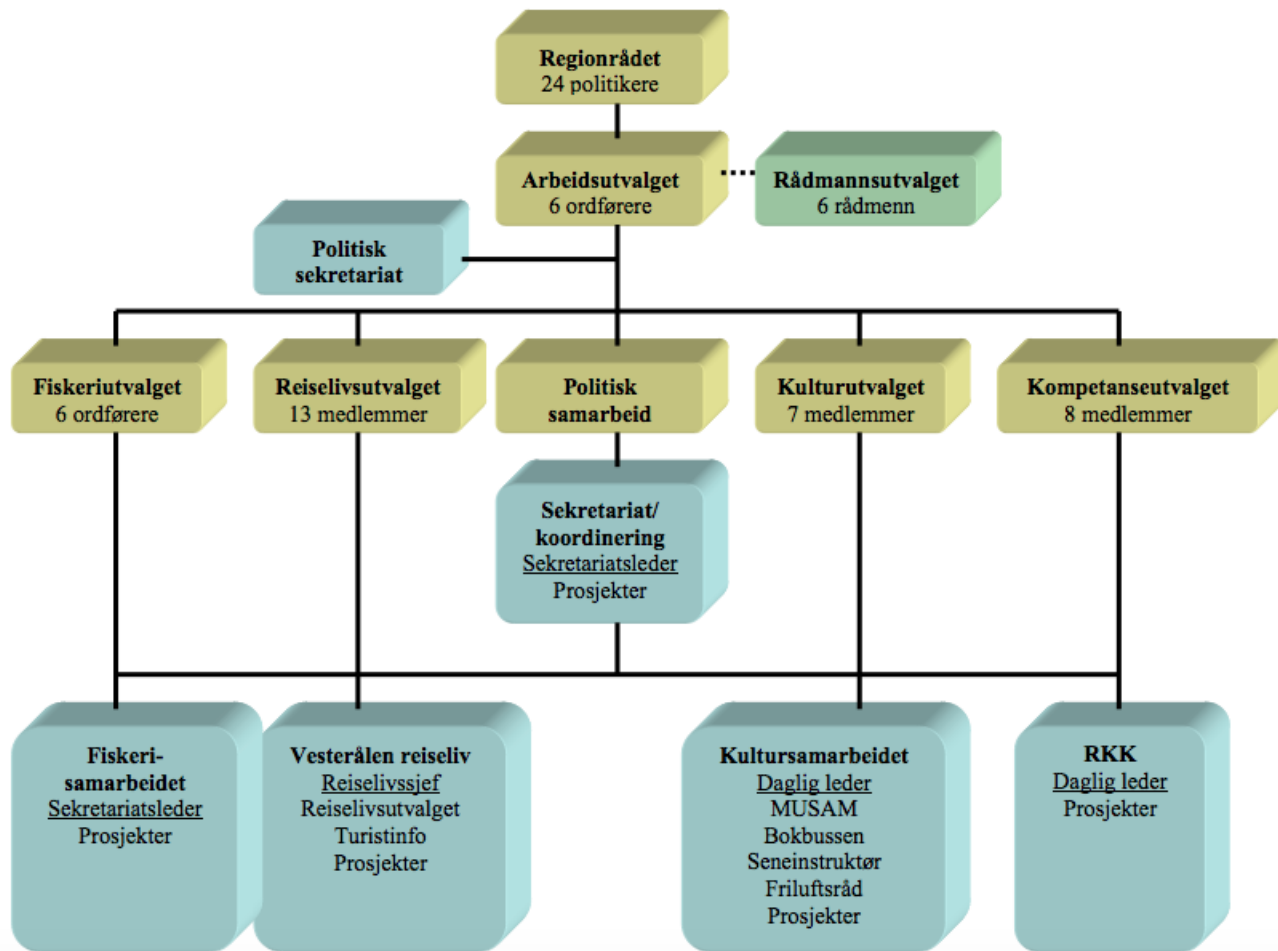 Regionrådet
24 politikere
Arbeidsutvalget
6 ordførere
Rådmannsutvalget
6 rådmenn
Politisk
sekretariat
Fiskeriutvalget
6 ordførere
Reiselivsutvalget
13 medlemmer
Politisk
samarbeid
Kulturutvalget
7 medlemmer
Kompetanseutvalget
8 medlemmer
Sekretariat/
koordinering
Sekretariatsleder
Prosjekter
Fiskeri-
samarbeidet
Sekretariatsleder
Prosjekter
Vesterålen reiseliv
Reiselivssjef
Reiselivsutvalget
Turistinfo
Prosjekter
Kultursamarbeidet
Daglig leder
MUSAM
Bokbussen
Seneinstruktør
Friluftsråd
Prosjekter
RKK
Daglig leder
Prosjekter